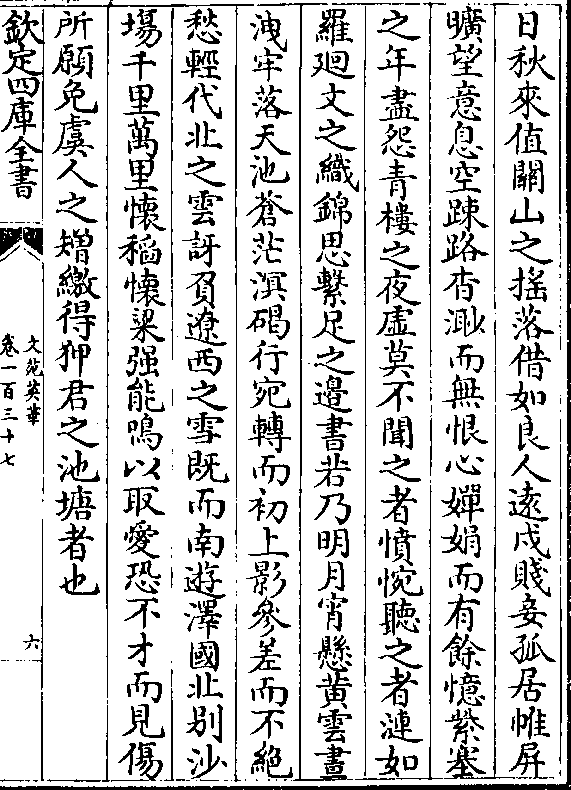 日秋來值關山之搖落借如良人遠戍賤妾孤居帷屏
曠望意息空踈路杳渺而無恨心嬋娟而有餘憶紫塞
之年盡怨青樓之夜虛莫不聞之者憤惋聽之者漣如
羅廻文之織錦思繫足之邉書若乃明月宵懸黄雲晝
洩牢落天池蒼茫溟碣行宛轉而初上影參差而不絕
愁輕代北之雲訝負遼西之雪既而南遊澤國北别沙
塲千里萬里懷稻懷粱强能鳴以取愛恐不才而見傷
所願免虞人之矰繳得狎君之池塘者也
欽定四庫全書
文苑英華
卷一百三十七
六